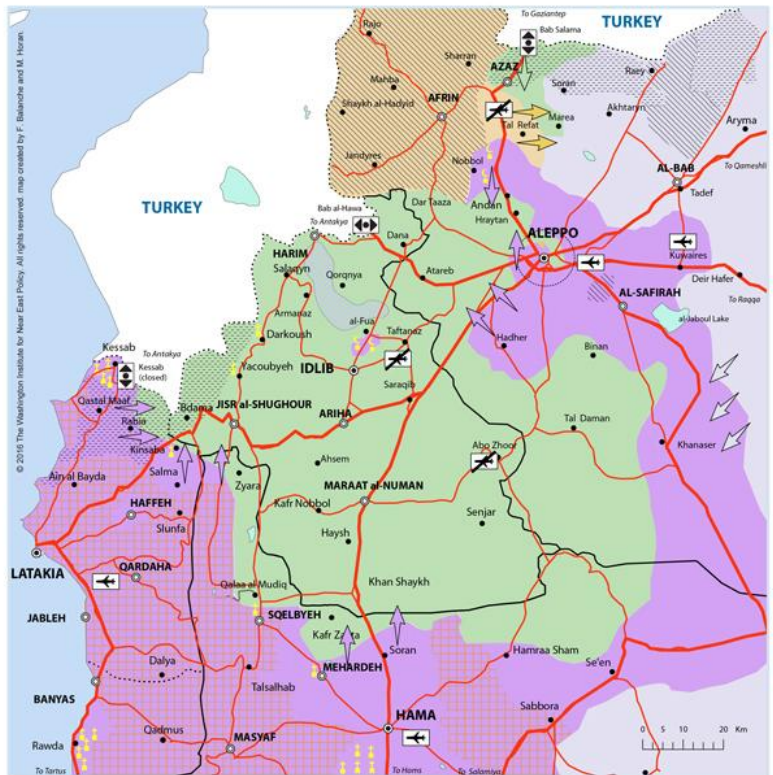 © 2016 The Washington Institute for Near East Policy. All rights reserved. map created by F. Balanche and M. Horan.
To Gaziantep
TURKEY
Rajo
Bab Salama
Sharran
AZAZ
Raey
Mahba
Soran
Shaykh al-Hadyid
AFRIN
Akhtaryn
Tal Refat
Marea
Aryma
Jandyres
Nobbol
AL-BAB
To Qameshli
TURKEY
Tadef
Bab al-Hawa
Dar Taaza
Andan
To Antakya
Hraytan
Dana
ALEPPO
HARIM
Kuwaires
Salaqyn
Qorqnya
Atareb
Deir Hafer
Armanaz
AL-SAFIRAH
To Raqqa
al-Fua
al-Jaboul Lake
Darkoush
Taftanaz
Hadher
Kessab
To Antakya
Binan
Kessab
(closed)
Yacoubyeh
IDLIB
Saraqib
Qastal Maaf
Bdama
JISR al-SHUGHOUR
ARIHA
Rabia
Tal Daman
Kinsaba
Abo Zhoor
Khanaser
Ain al Bayda
Salma
Ahsem
Zyara
MARAAT al-NUMAN
HAFFEH
Kafr Nobbol
Slunfa
Senjar
Haysh
LATAKIA
QARDAHA
Khan Shaykh
Qalaa al Mudiq
JABLEH
SQELBYEH
Kafr Zayta
Soran
Hamraa Sham
Dalya
Talsalhab
MEHARDEH
Se'en
BANYAS
Sabbora
HAMA
Qadmus
Rawda
MASYAF
0 10 20 Km
To Tartus
To Homs
To Salamiya